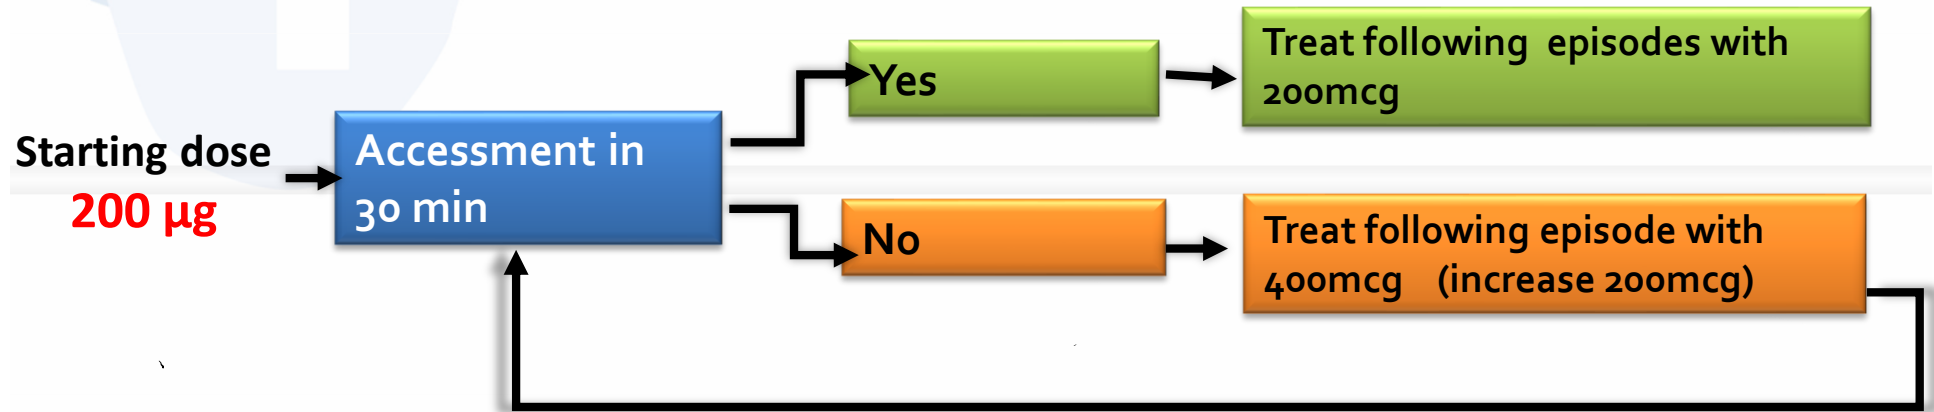 Starting dose
200 µg
Accessment in
30 min
Yes
Treat following episodes with
200mcg
No
Treat following episode with
400mcg (increase 200mcg)